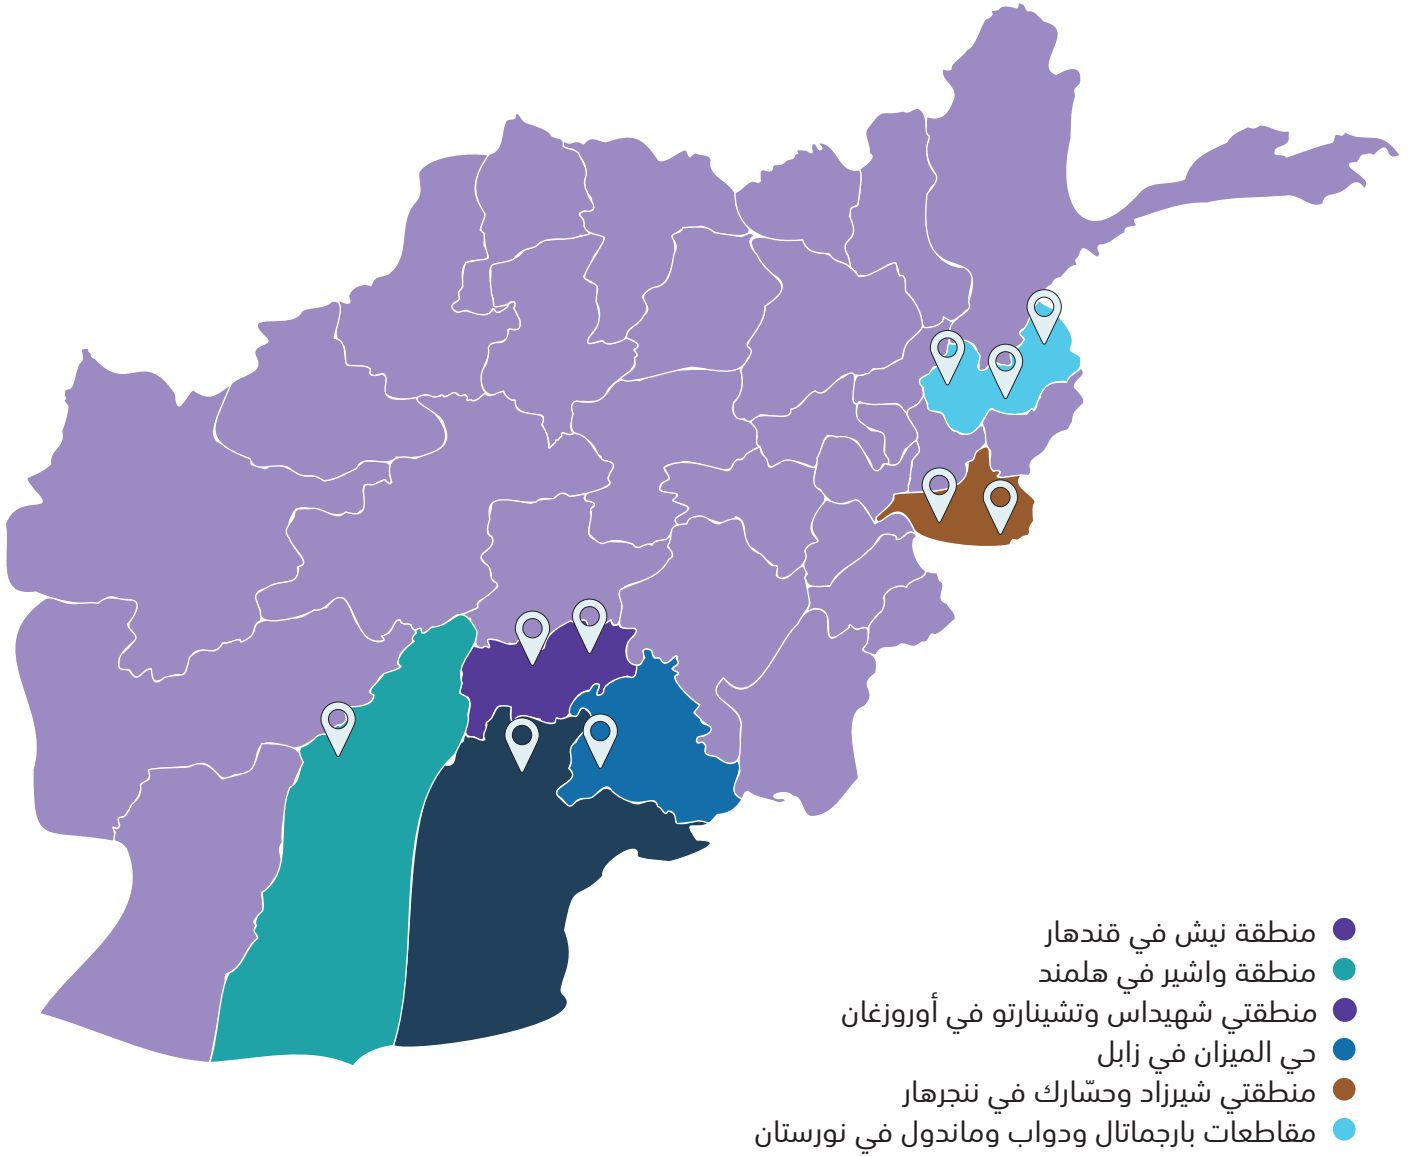 منطقة نيش في قندهار
منطقة واشير في هلمند
منطقتي شهيداس وتشينارتو في أوروزغان
حي الميزان في زابل
منطقتي شيرزاد وحسّارك في ننجرهار
مقاطعات بارجماتال ودواب وماندول في نورستان